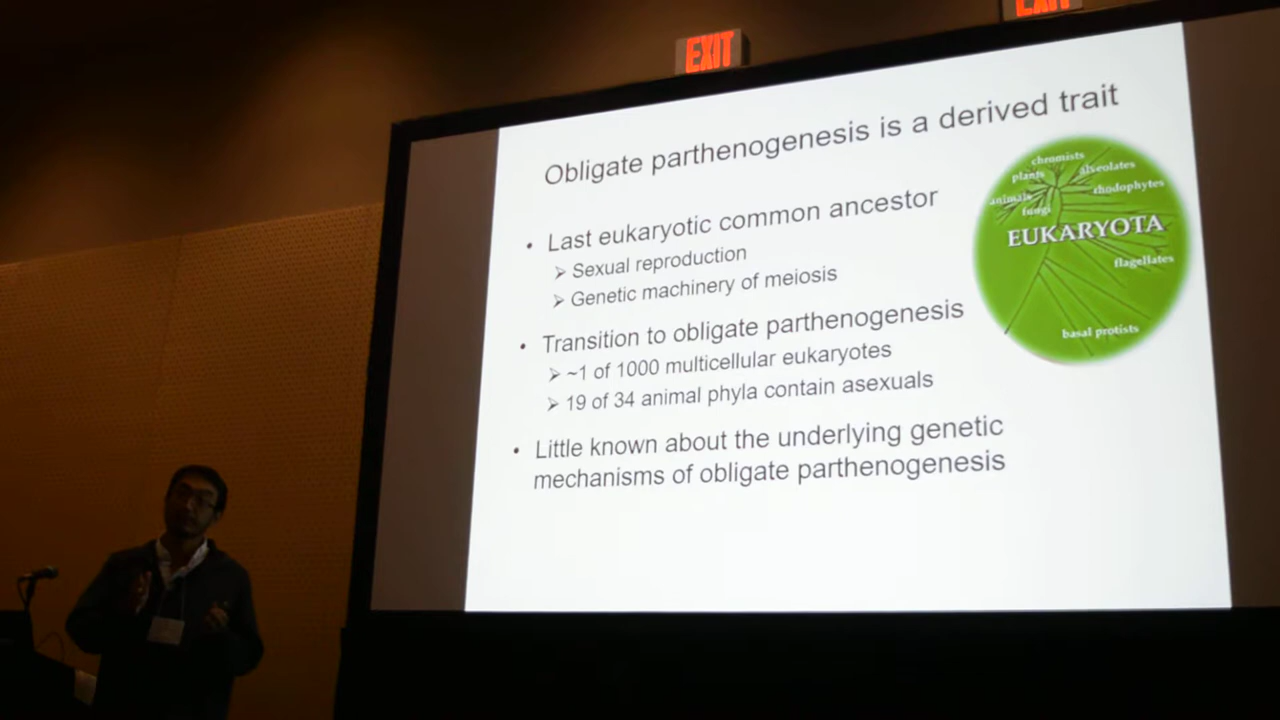 EXIT
EXIT
Obligate parthenogenesis is a derived trait
• Last eukaryotic common ancestor
➢ Sexual reproduction
➢ Genetic machinery of meiosis
• Transition to obligate parthenogenesis
➢ ~1 of 1000 multicellular eukaryotes
➢ 19 of 34 animal phyla contain asexuals
• Little known about the underlying genetic
mechanisms of obligate parthenogenesis
chromists
plants
alveolates
animals
rhodophytes
fungi
EUKARYOTA
flagellates
basal protists